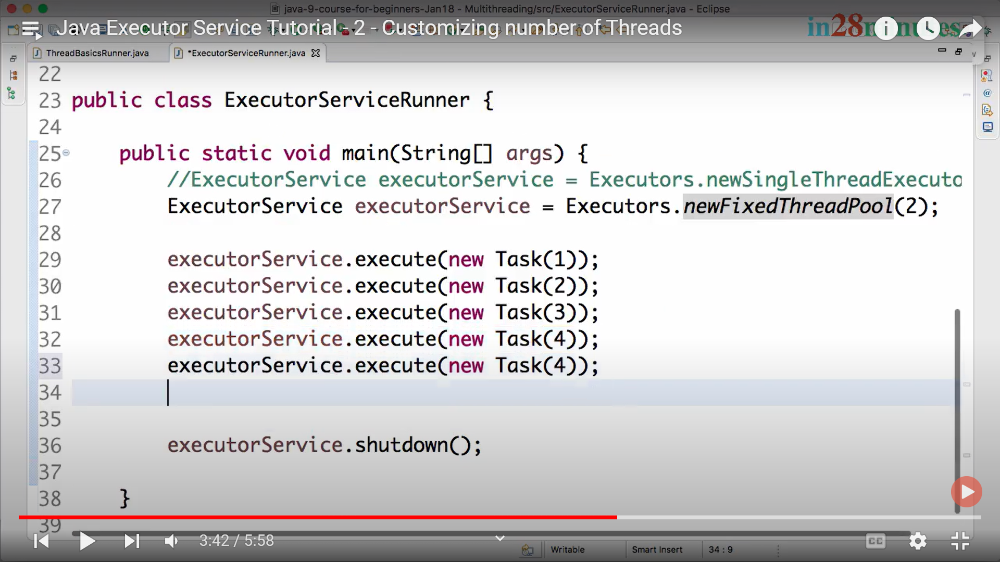 java-9-course-for-beginners-Jan18 - Multithreading/src/ExecutorServiceRunner.java - Eclipse
Java Executor Service Tutorial - 2 - Customizing number of Threads
in28minutes
ThreadBasicsRunner.java
*ExecutorServiceRunner.java
22
23 public class ExecutorServiceRunner {
24
25 public static void main(String[] args) {
26 //ExecutorService executorService = Executors.newSingleThreadExecuto
27 ExecutorService executorService = Executors.newFixedThreadPool(2);
28
29 executorService.execute(new Task(1));
30 executorService.execute(new Task(2));
31 executorService.execute(new Task(3));
32 executorService.execute(new Task(4));
33 executorService.execute(new Task(4));
34
35
36 executorService.shutdown();
37
38 }
39
3:42 / 5:58
CC
Writable
Smart Insert
34 : 9